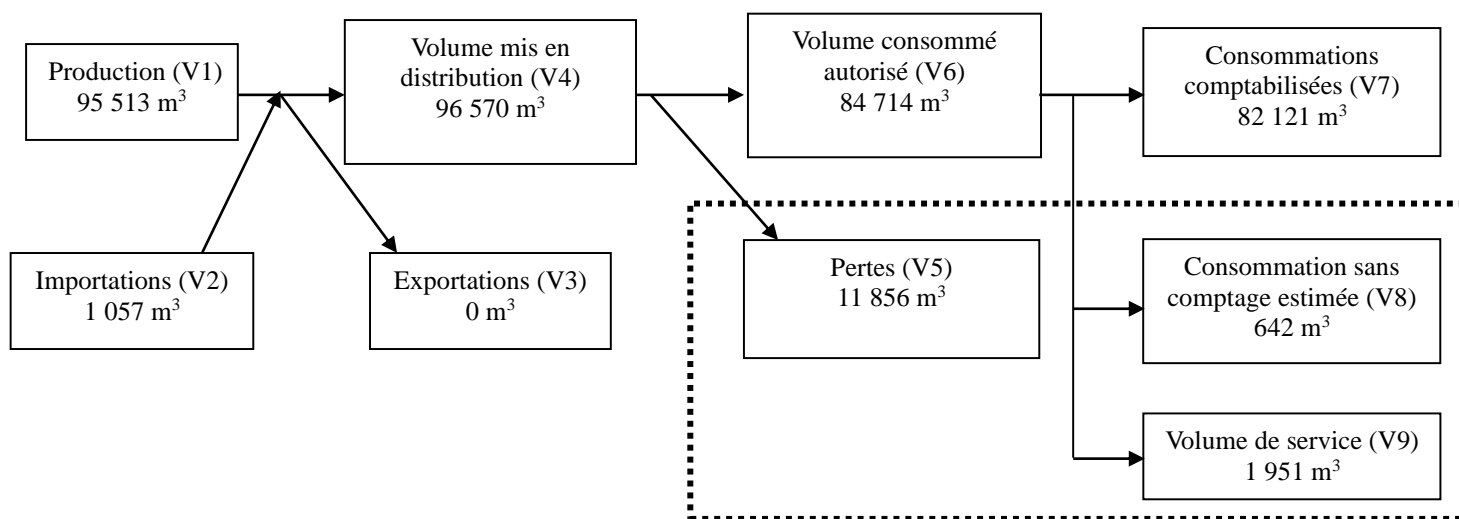 Production (V1)
95 513 m³
Volume mis en
distribution (V4)
96 570 m³
Volume consommé
autorisé (V6)
84 714 m³
Consommations
comptabilisées (V7)
82 121 m³
Importations (V2)
1 057 m³
Exportations (V3)
0 m³
Pertes (V5)
11 856 m³
Consommation sans
comptage estimée (V8)
642 m³
Volume de service (V9)
1 951 m³